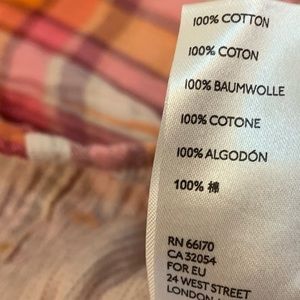 100% COTTON
100% COTON
100% BAUMWOLLE
100% COTONE
100% ALGODÓN
100% 棉
RN 66170
CA 32054
FOR EU
24 WEST STREET
LONDON